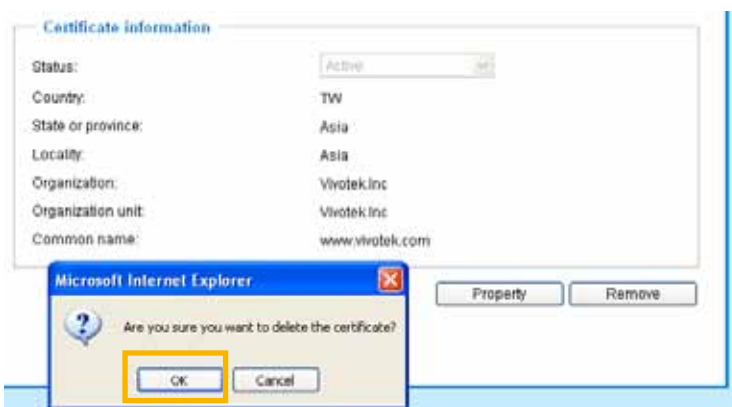 Certificate information
Status: Active
Country: TW
State or province: Asia
Locality: Asia
Organization: Vivotek.Inc
Organization unit: Vivotek.Inc
Common name: www.vivotek.com
Microsoft Internet Explorer
Property Remove
Are you sure you want to delete the certificate?
OK Cancel